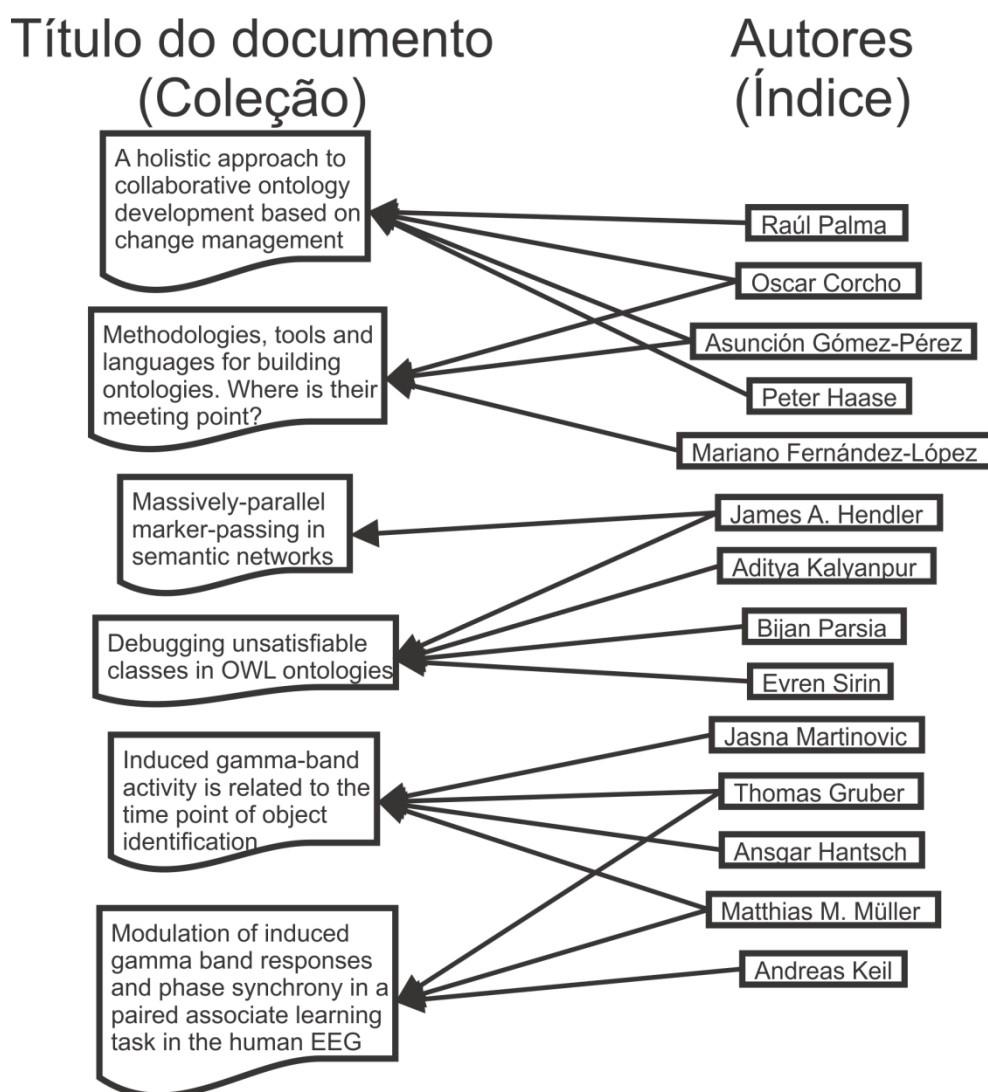 Título do documento
(Coleção)
Autores
(Índice)
A holistic approach to
collaborative ontology
development based on
change management
Methodologies, tools and
languages for building
ontologies. Where is their
meeting point?
Massively-parallel
marker-passing in
semantic networks
Debugging unsatisfiable
classes in OWL ontologies
Induced gamma-band
activity is related to the
time point of object
identification
Modulation of induced
gamma band responses
and phase synchrony in a
paired associate learning
task in the human EEG
Raúl Palma
Oscar Corcho
Asunción Gómez-Pérez
Peter Haase
Mariano Fernández-López
James A. Hendler
Aditya Kalyanpur
Bijan Parsia
Evren Sirin
Jasna Martinovic
Thomas Gruber
Ansgar Hantsch
Matthias M. Müller
Andreas Keil